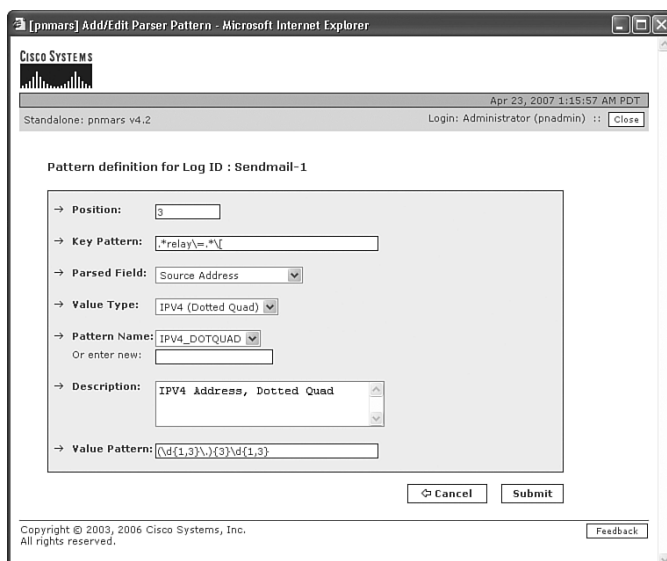 [pnmars] Add/Edit Parser Pattern - Microsoft Internet Explorer
CISCO SYSTEMS
Apr 23, 2007 1:15:57 AM PDT
Standalone: pnmars v4.2 Login: Administrator (pnadmin) :: Close
Pattern definition for Log ID : Sendmail-1
→ Position: 3
→ Key Pattern: .*relay\=.*\[
→ Parsed Field: Source Address
→ Value Type: IPV4 (Dotted Quad)
→ Pattern Name: IPV4_DOTQUAD
Or enter new:
→ Description: IPV4 Address, Dotted Quad
→ Value Pattern: (\d{1,3}\.){3}\d{1,3}
Cancel Submit
Copyright © 2003, 2006 Cisco Systems, Inc.
All rights reserved.
Feedback